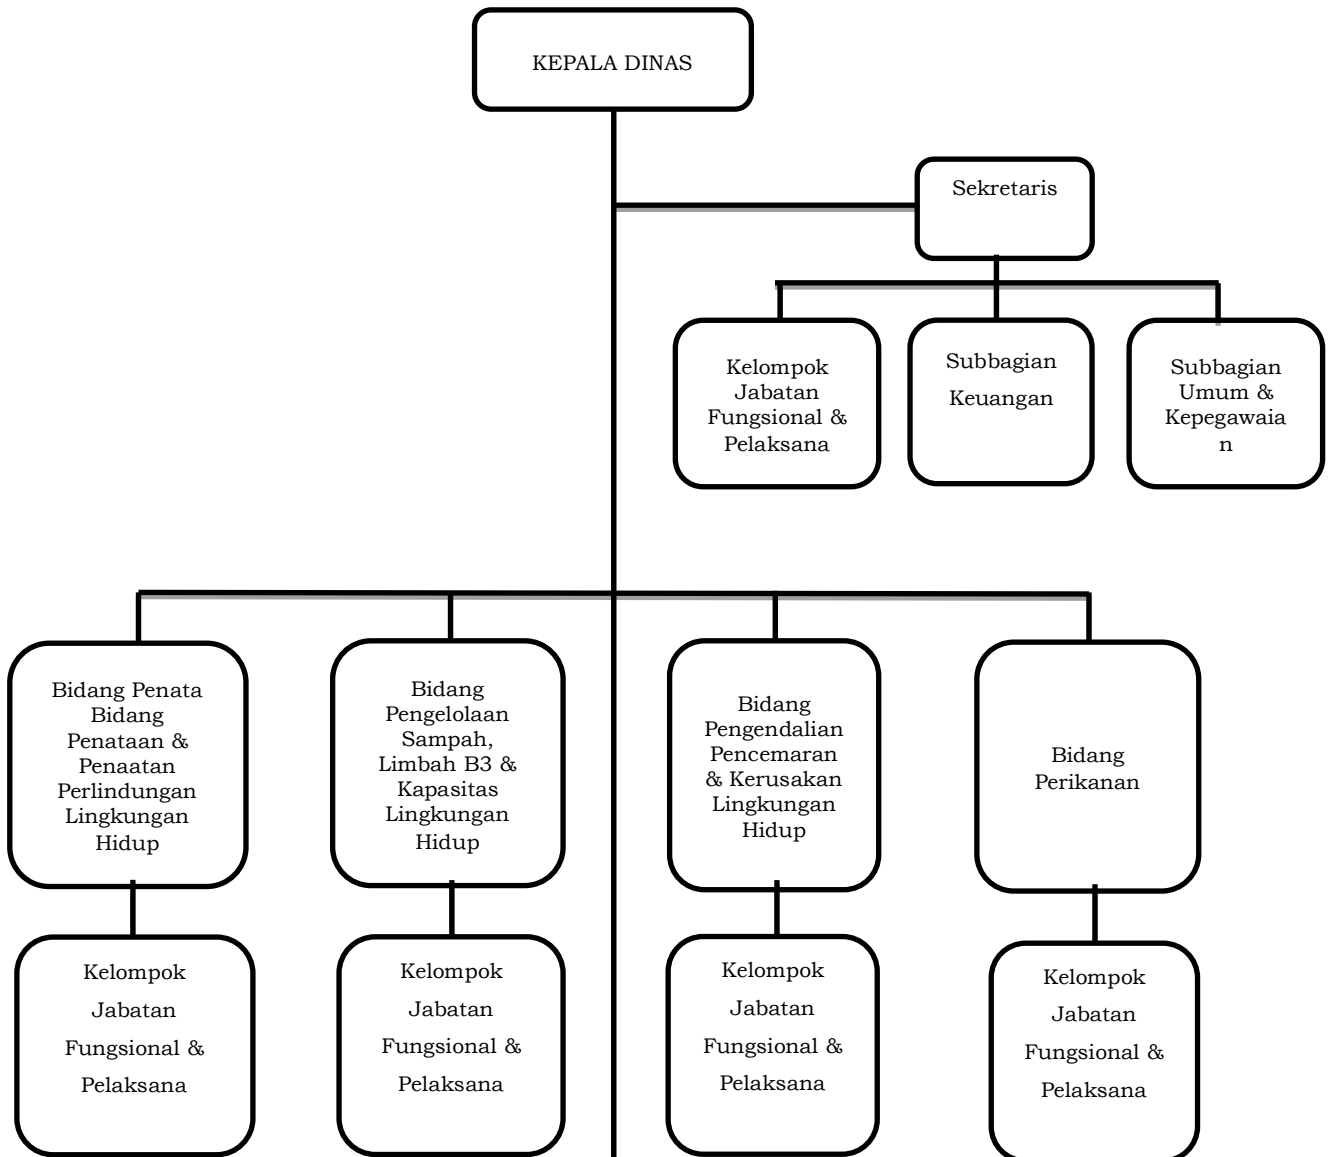 KEPALA DINAS
Sekretaris
Kelompok
Jabatan
Fungsional &
Pelaksana
Subbagian
Keuangan
Subbagian
Umum &
Kepegawaia
n
Bidang Penata
Bidang
Penataan &
Penaatan
Perlindungan
Lingkungan
Hidup
Bidang
Pengelolaan
Sampah,
Limbah B3 &
Kapasitas
Lingkungan
Hidup
Bidang
Pengendalian
Pencemaran
& Kerusakan
Lingkungan
Hidup
Bidang
Perikanan
Kelompok
Jabatan
Fungsional &
Pelaksana
Kelompok
Jabatan
Fungsional &
Pelaksana
Kelompok
Jabatan
Fungsional &
Pelaksana
Kelompok
Jabatan
Fungsional &
Pelaksana